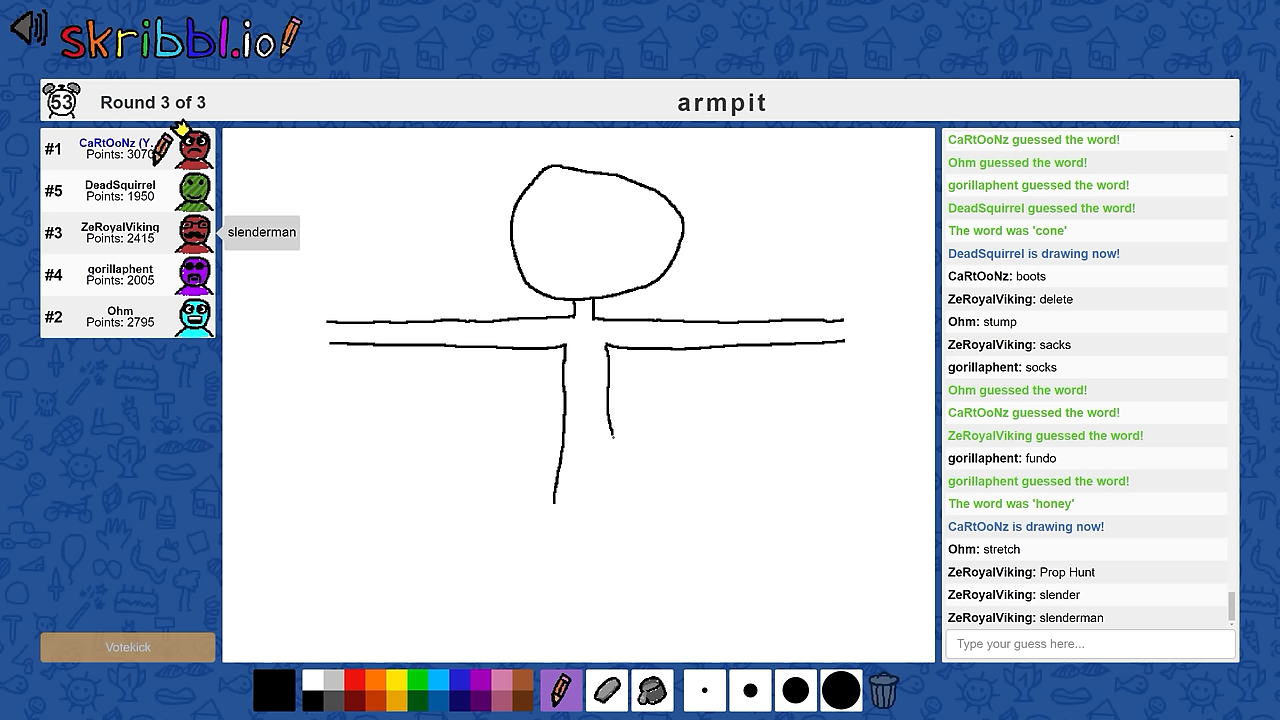 skribbl.io
53
Round 3 of 3
armpit
#1
CaRtOoNz (Y.
Points: 3070
#5
DeadSquirrel
Points: 1950
#3
ZeRoyalViking
Points: 2415
slenderman
#4
gorillaphent
Points: 2005
#2
Ohm
Points: 2795
Votekick
CaRtOoNz guessed the word!
Ohm guessed the word!
gorillaphent guessed the word!
DeadSquirrel guessed the word!
The word was 'cone'
DeadSquirrel is drawing now!
CaRtOoNz: boots
ZeRoyalViking: delete
Ohm: stump
ZeRoyalViking: sacks
gorillaphent: socks
Ohm guessed the word!
CaRtOoNz guessed the word!
ZeRoyalViking guessed the word!
gorillaphent: fundo
gorillaphent guessed the word!
The word was 'honey'
CaRtOoNz is drawing now!
Ohm: stretch
ZeRoyalViking: Prop Hunt
ZeRoyalViking: slender
ZeRoyalViking: slenderman
Type your guess here...